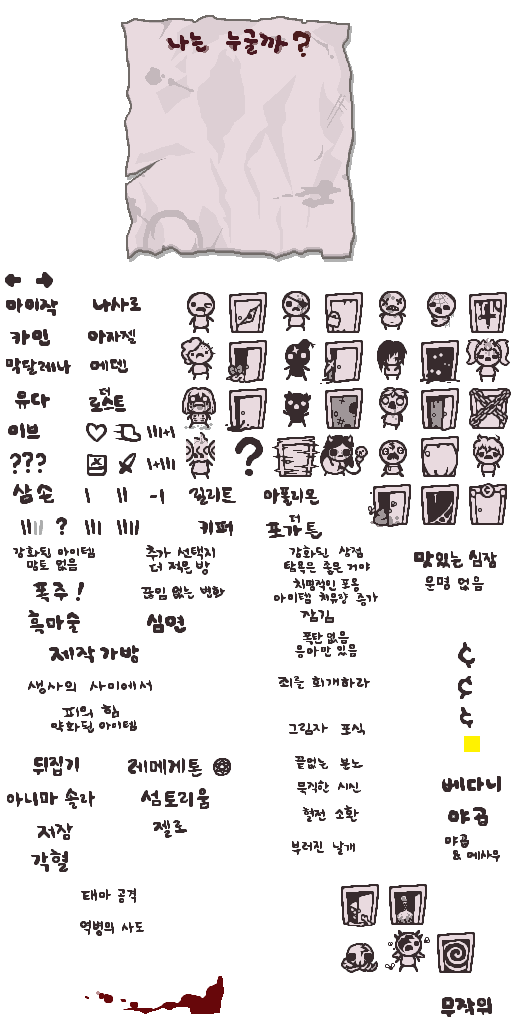 나는 누굴까?
아이작 나사로
카인 아자젤
막달레나 에덴
유다 더 로스트
이브
???
삼손 릴리트 아폴리온
? 키퍼 더 포가튼
강화된 아이템
맘토 없음
추가 선택지
더 적은 방
강화된 상점
탐욕은 좋은 거야
맛있는 심장
운명 없음
폭주!
끊임 없는 변화
치명적인 포옹
아이템 치유량 증가
흑마술 심연
잠김
제작 가방
폭탄 없음
응아만 있음
생사의 사이에서
죄를 회개하라
피의 힘
약화된 아이템
그림자 포식
뒤집기 레메게톤
끝없는 분노
묵직한 시신
베다니
아니마 솔라 섬토리움
혈전 소환
야곱
저장 젤로
부러진 날개
야곱
& 에사우
각혈
태마 공격
역병의 사도
무작위